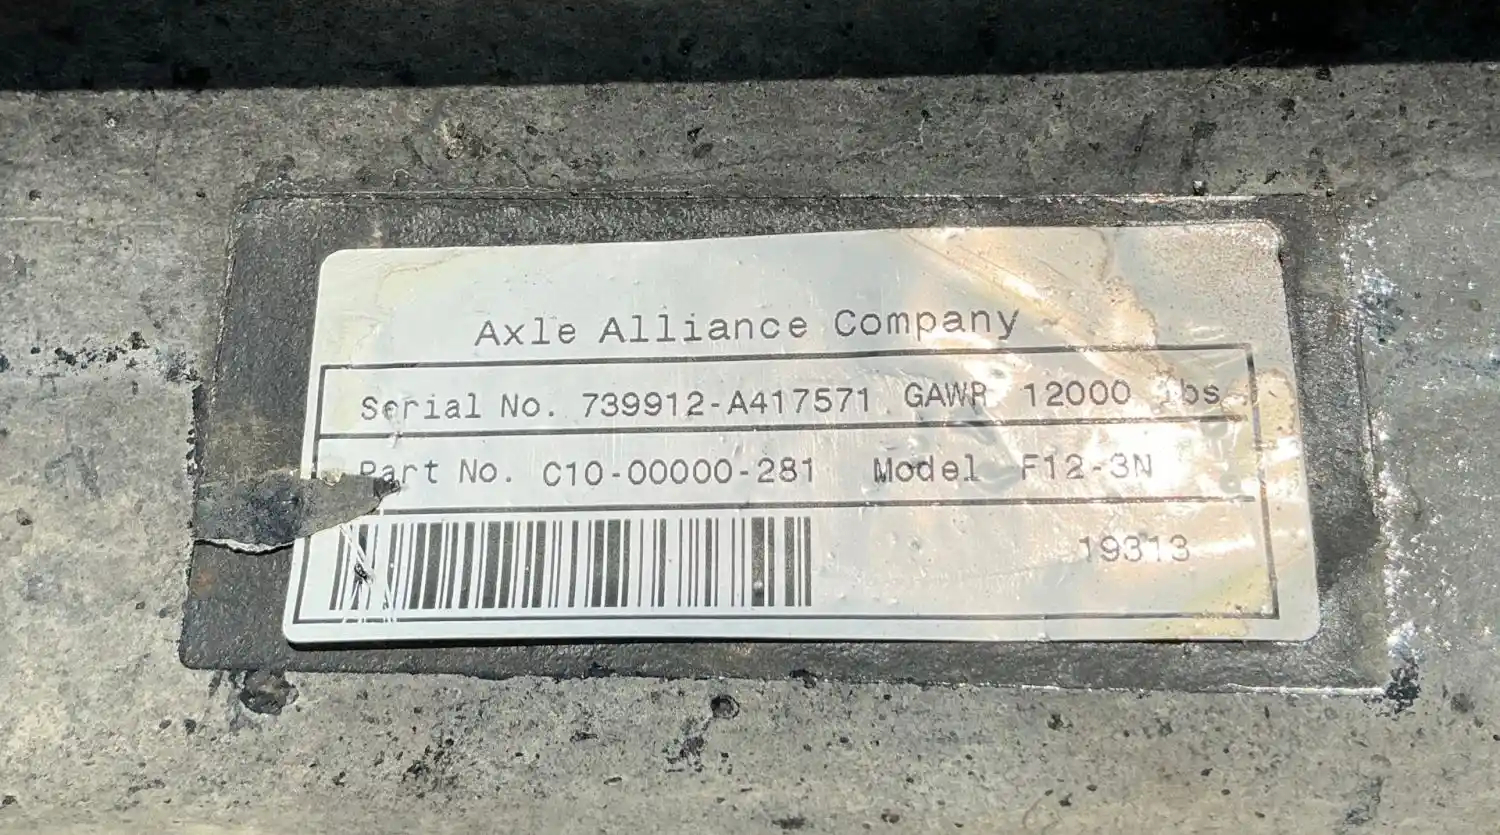 Axle Alliance Company
Serial No. 739912-A417571 GAWR 12000 lbs
Part No. C10-00000-281 Model F12-3N
19313